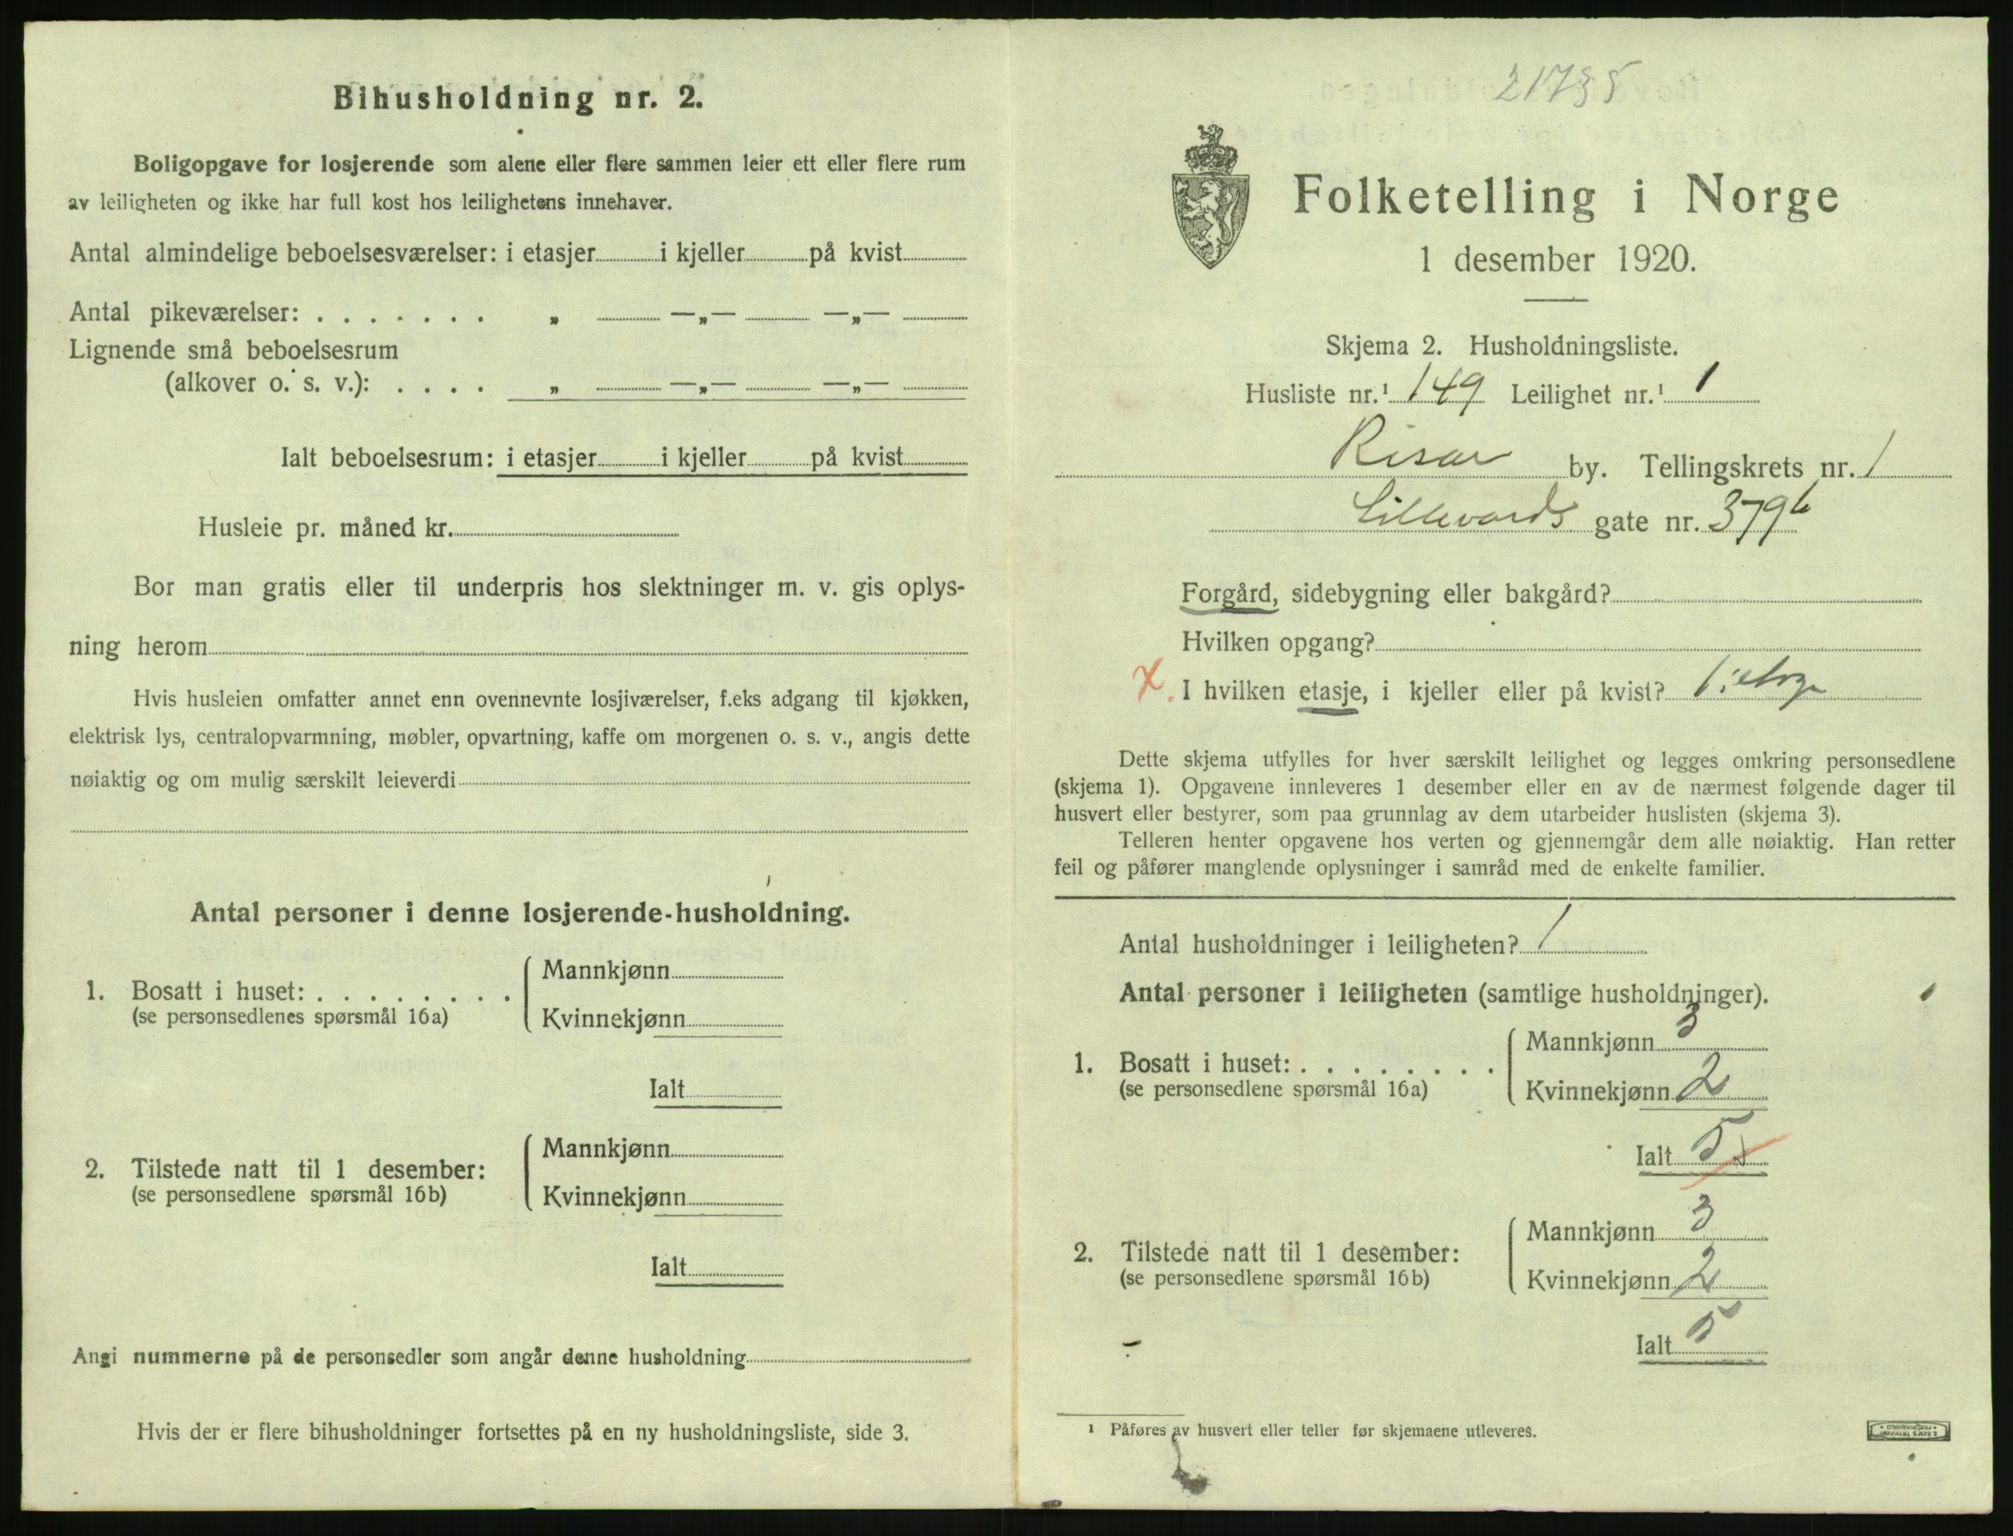 Bihusholdning nr. 2.
Boligopgave for losjerende som alene eller flere sammen leier ett eller flere rum
av leiligheten og ikke har full kost hos leilighetens innehaver.
Antal almindelige beboelsesværelser: i etasjer i kjeller på kvist
Antal pikeværelser: . . . . . . . „ —„— —„—
Lignende små beboelsesrum
(alkover o. s. v.): . . . . „ —„— —„—
Ialt beboelsesrum: i etasjer i kjeller på kvist
Husleie pr. måned kr.
Bor man gratis eller til underpris hos slektninger m. v. gis oplys-
ning herom
Hvis husleien omfatter annet enn ovennevnte losjiværelser, f.eks adgang til kjøkken,
elektrisk lys, centralopvarmning, møbler, opvartning, kaffe om morgenen o. s. v., angis dette
nøiaktig og om mulig særskilt leieverdi
Antal personer i denne losjerende-husholdning.
1. Bosatt i huset: . . . . . . . .
(se personsedlenes spørsmål 16a)
Mannkjønn
Kvinnekjønn
Ialt
2. Tilstede natt til 1 desember:
(se personsedlene spørsmål 16b)
Mannkjønn
Kvinnekjønn
Ialt
Angi nummerne på de personsedler som angår denne husholdning
Hvis der er flere bihusholdninger fortsettes på en ny husholdningsliste, side 3.
Folketelling i Norge
1 desember 1920.
Skjema 2. Husholdningsliste.
Husliste nr.¹ 149 Leilighet nr.¹ 1
Risør by. Tellingskrets nr. 1
Lillevards gate nr. 379b
Forgård, sidebygning eller bakgård?
Hvilken opgang?
x. I hvilken etasje, i kjeller eller på kvist? 1. etage
Dette skjema utfylles for hver særskilt leilighet og legges omkring personsedlene
(skjema 1). Opgavene innleveres 1 desember eller en av de nærmest følgende dager til
husvert eller bestyrer, som paa grunnlag av dem utarbeider huslisten (skjema 3).
Telleren henter opgavene hos verten og gjennemgår dem alle nøiaktig. Han retter
feil og påfører manglende oplysninger i samråd med de enkelte familier.
Antal husholdninger i leiligheten? 1
Antal personer i leiligheten (samtlige husholdninger).
1. Bosatt i huset: . . . . . . . .
(se personsedlene spørsmål 16a)
Mannkjønn 3
Kvinnekjønn 2
Ialt 5 x
2. Tilstede natt til 1 desember:
(se personsedlene spørsmål 16b)
Mannkjønn 3
Kvinnekjønn 2
Ialt 5
¹ Påføres av husvert eller teller før skjemaene utleveres.